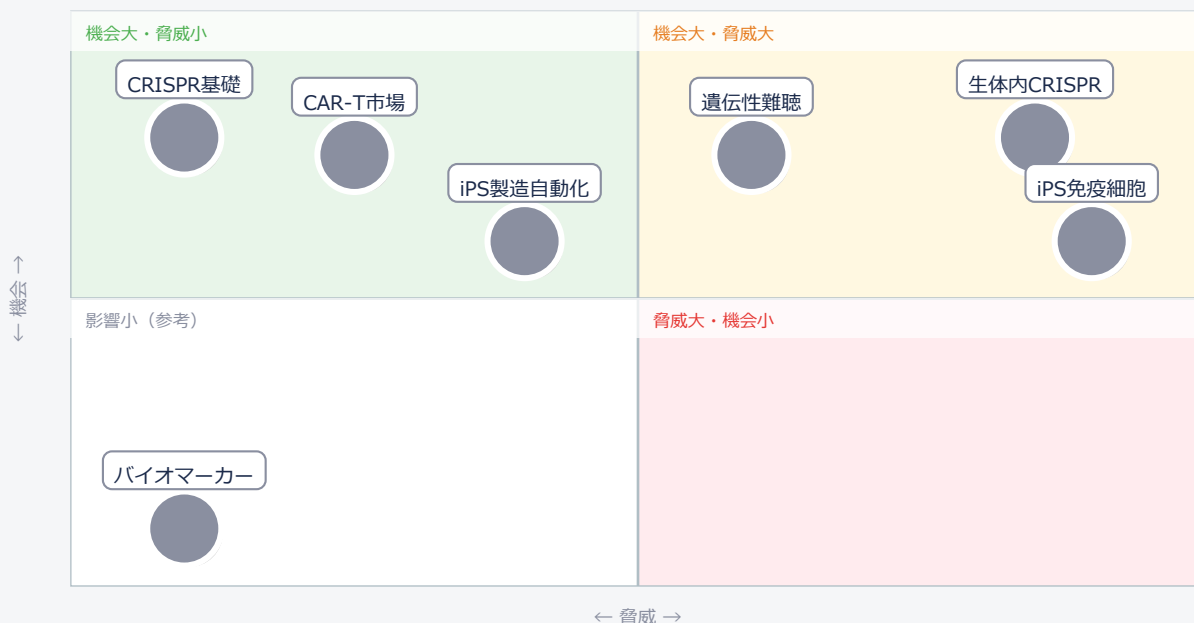 機会大・脅威小
機会大・脅威大
CRISPR基礎
CAR-T市場
遺伝性難聴
生体内CRISPR
iPS製造自動化
iPS免疫細胞
← 機会 →
影響小（参考）
脅威大・機会小
バイオマーカー
← 脅威 →